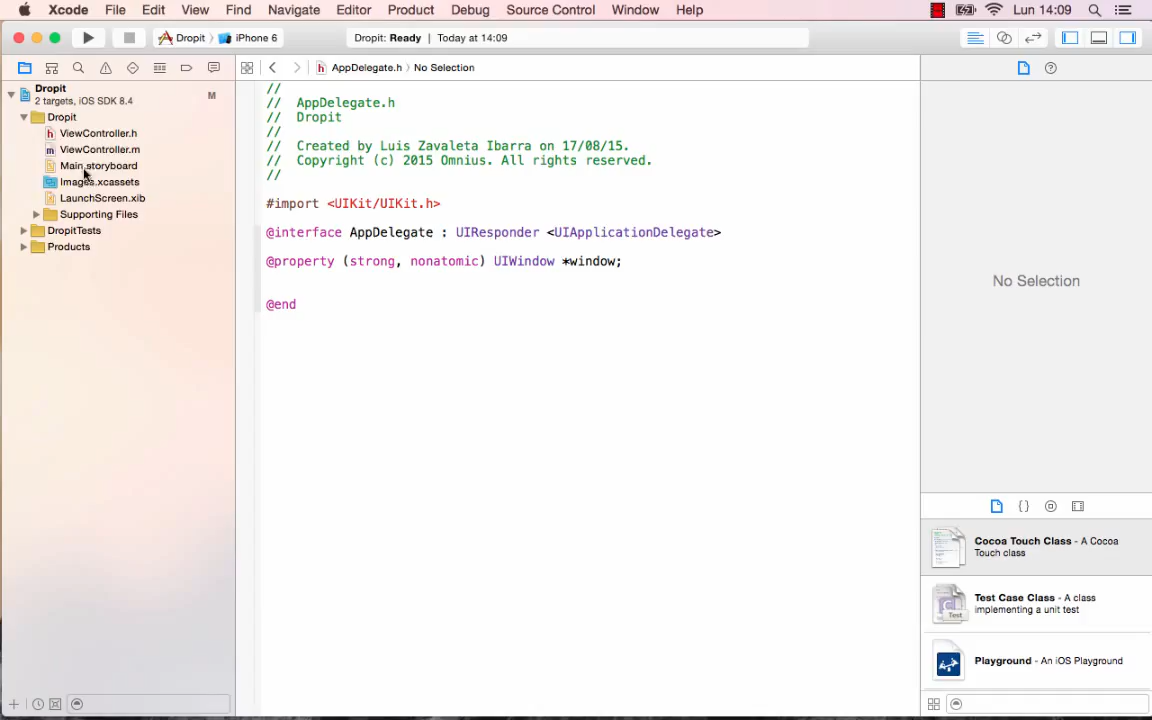 Xcode File Edit View Find Navigate Editor Product Debug Source Control Window Help Lun 14:09
Dropit iPhone 6 Dropit: Ready | Today at 14:09
AppDelegate.h No Selection
Dropit
2 targets, iOS SDK 8.4 M
Dropit
ViewController.h
ViewController.m
Main.storyboard
Images.xcassets
LaunchScreen.xib
Supporting Files
DropitTests
Products
//
// AppDelegate.h
// Dropit
//
// Created by Luis Zavaleta Ibarra on 17/08/15.
// Copyright (c) 2015 Omnius. All rights reserved.
//
#import <UIKit/UIKit.h>
@interface AppDelegate : UIResponder <UIApplicationDelegate>
@property (strong, nonatomic) UIWindow *window;
@end
No Selection
Cocoa Touch Class - A Cocoa
Touch class
Test Case Class - A class
implementing a unit test
Test
Playground - An iOS Playground